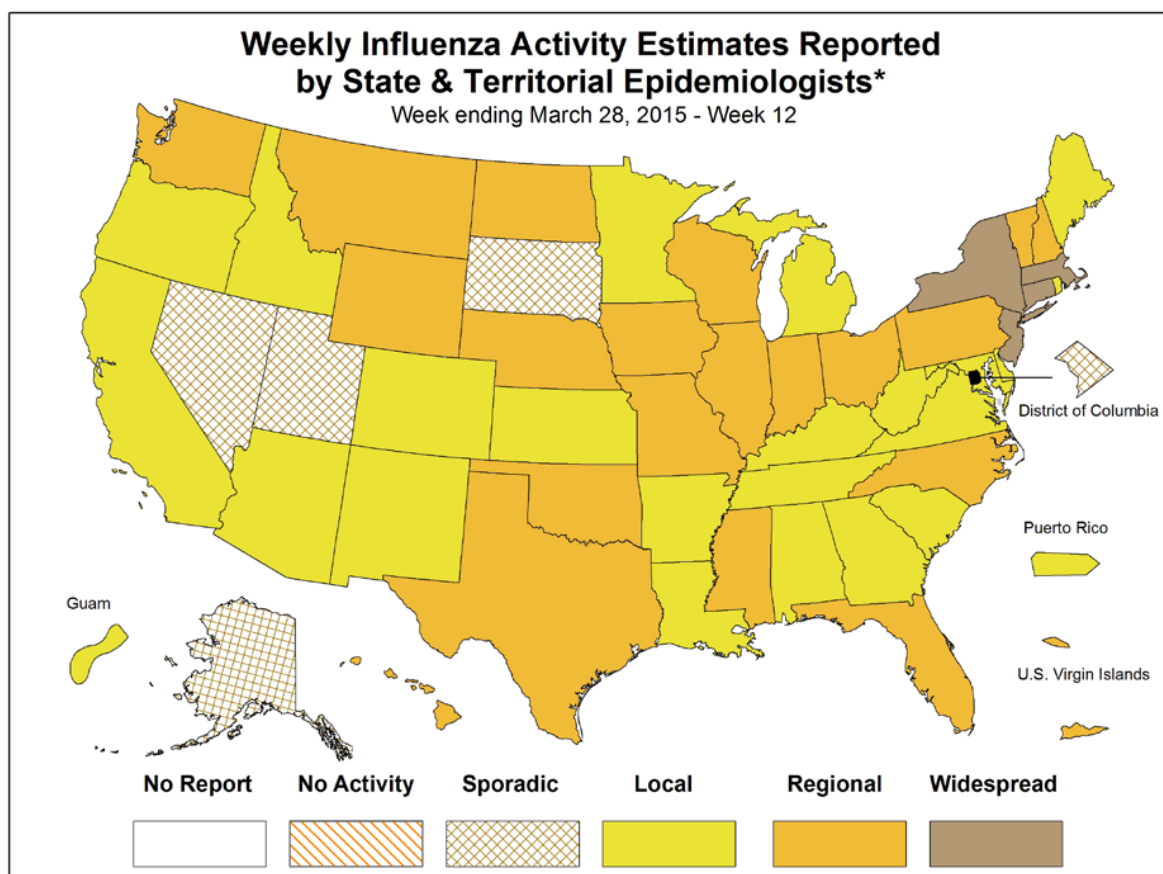 Weekly Influenza Activity Estimates Reported
by State & Territorial Epidemiologists*
Week ending March 28, 2015 - Week 12
District of Columbia
Puerto Rico
Guam
U.S. Virgin Islands
No Report
No Activity
Sporadic
Local
Regional
Widespread